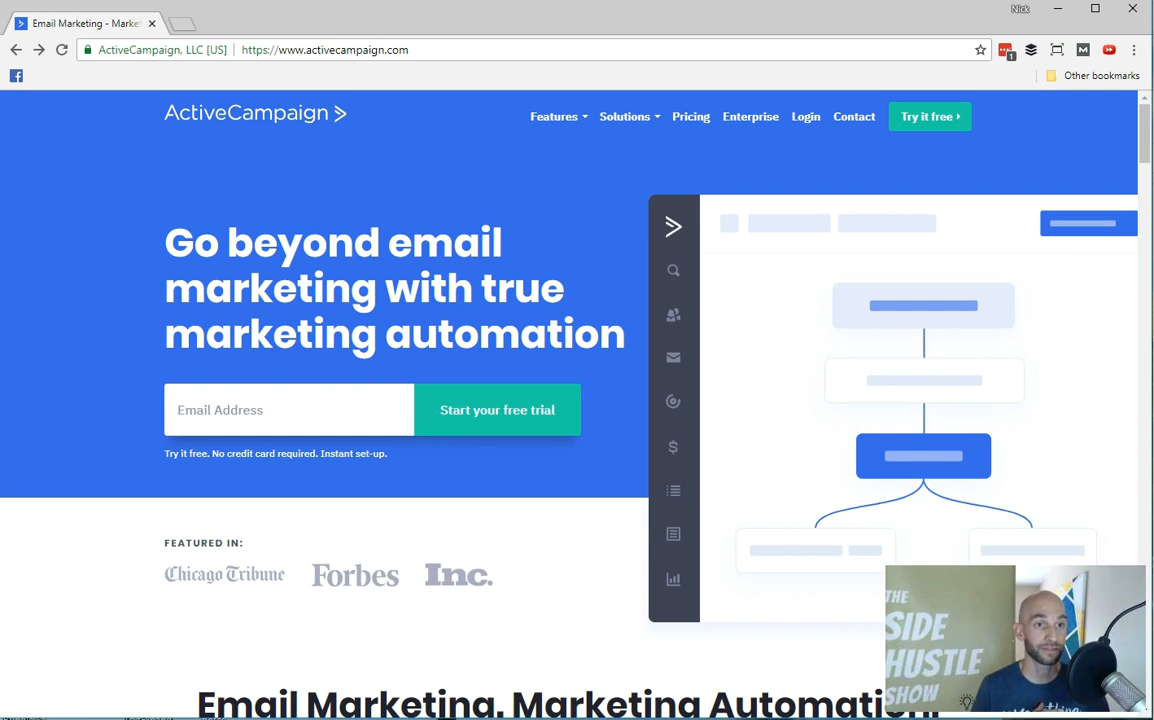 Nick
Email Marketing - Market
ActiveCampaign, LLC [US] https://www.activecampaign.com
1
M
Other bookmarks
ActiveCampaign
Features Solutions Pricing Enterprise Login Contact Try it free
Go beyond email
marketing with true
marketing automation
Email Address Start your free trial
Try it free. No credit card required. Instant set-up.
$
FEATURED IN:
Chicago Tribune Forbes Inc.
THE
SIDE
HUSTLE
SHOW
Email Marketing, Marketing Automation,